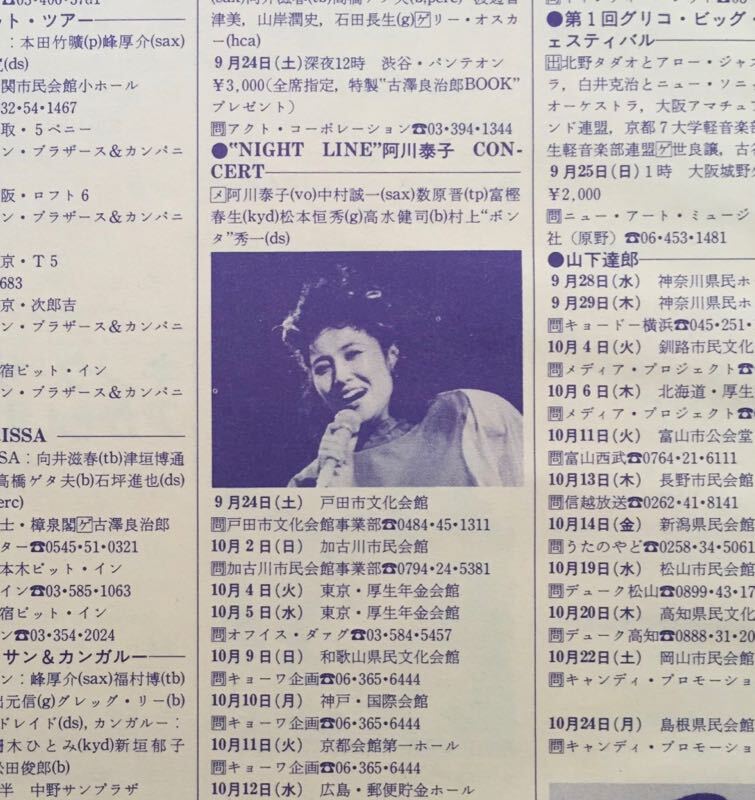 ット・ツアー
：本田竹曠(p)峰厚介(sax)
(ds)
関市民会館小ホール
32・54・1467
取・5ペニー
ン・ブラザース&カンパニ
阪・ロフト6
ン・ブラザース&カンパニ
京・T5
683
京・次郎吉
ン・ブラザース&カンパニ
宿ピット・イン
ン・ブラザース&カンパニ
ISSA
SA：向井滋春(tb)津垣博通
高橋ゲタ夫(b)石坪進也(ds)
erc)
士・樟泉閣ゲ古澤良治郎
ター☎0545・51・0321
本木ピット・イン
イン☎03・585・1063
宿ピット・イン
ン☎03・354・2024
サン&カンガルー
ン：峰厚介(sax)福村博(tb)
出元信(g)グレッグ・リー(b)
ドレイド(ds), カンガルー：
木ひとみ(kyd)新垣郁子
松田俊郎(b)
半 中野サンプラザ
津美, 山岸潤史, 石田長生(g)ゲリー・オスカ
ー(hca)
9月24日(土) 深夜12時 渋谷・パンテオン
¥3,000(全席指定, 特製“古澤良治郎BOOK”
プレゼント)
問アクト・コーポレーション☎03・394・1344
●“NIGHT LINE”阿川泰子 CON-
CERT
メ阿川泰子(vo)中村誠一(sax)数原晋(tp)富樫
春生(kyd)松本恒秀(g)高水健司(b)村上“ポン
タ”秀一(ds)
9月24日(土) 戸田市文化会館
問戸田市文化会館事業部☎0484・45・1311
10月2日(日) 加古川市民会館
問加古川市民会館事業部☎0794・24・5381
10月4日(火) 東京・厚生年金会館
10月5日(水) 東京・厚生年金会館
問オフイス・ダァグ☎03・584・5457
10月9日(日) 和歌山県民文化会館
問キョーワ企画☎06・365・6444
10月10日(月) 神戸・国際会館
問キョーワ企画☎06・365・6444
10月11日(火) 京都会館第一ホール
問キョーワ企画☎06・365・6444
10月12日(水) 広島・郵便貯金ホール
●第1回グリコ・ビッグ
ェスティバル
出北野タダオとアロー・ジャス
ラ, 白井克治とニュー・ソニ
オーケストラ, 大阪アマチュ
ンド連盟, 京都7大学軽音楽部
生軽音楽部連盟ゲ世良譲, 古
9月25日(日) 1時 大阪城野
¥2,000
問ニュー・アート・ミュージ
社(原野)☎06・453・1481
●山下達郎
9月28日(水) 神奈川県民ホ
9月29日(木) 神奈川県民ホ
問キョードー横浜☎045・251・
10月4日(火) 釧路市民文化
問メディア・プロジェクト☎
10月6日(木) 北海道・厚生
問メディア・プロジェクト☎
10月11日(火) 富山市公会堂
問富山西武☎0764・21・6111
10月13日(木) 長野市民会館
問信越放送☎0262・41・8141
10月14日(金) 新潟県民会館
問うたのやど☎0258・34・5061
10月19日(水) 松山市民会館
問デューク松山☎0899・43・17
10月20日(木) 高知県民文化
問デューク高知☎0888・31・20
10月22日(土) 岡山市民会館
問キャンディ・プロモーショ
10月24日(月) 島根県民会館
問キャンディ・プロモーショ